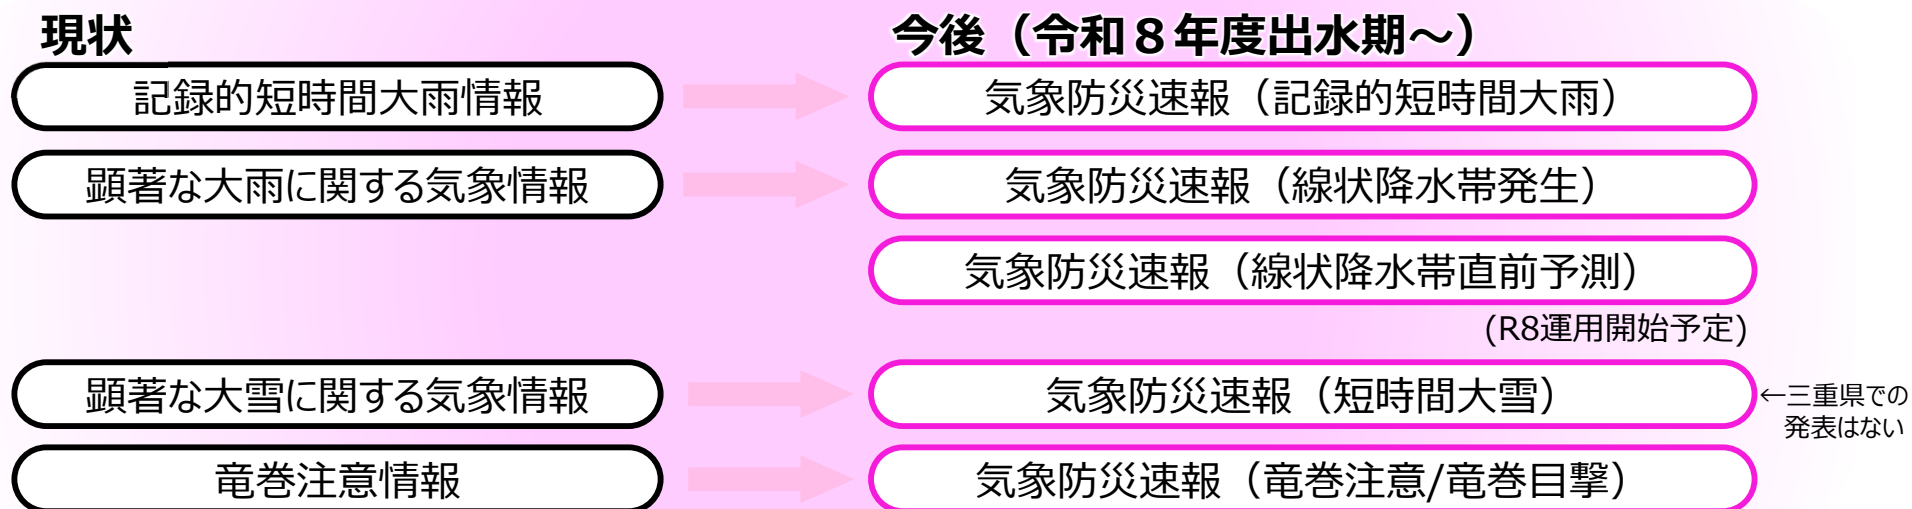 現状
今後（令和８年度出水期～）
記録的短時間大雨情報
気象防災速報（記録的短時間大雨）
顕著な大雨に関する気象情報
気象防災速報（線状降水帯発生）
気象防災速報（線状降水帯直前予測）
(R8運用開始予定)
顕著な大雪に関する気象情報
気象防災速報（短時間大雪）
←三重県での
発表はない
竜巻注意情報
気象防災速報（竜巻注意/竜巻目撃）